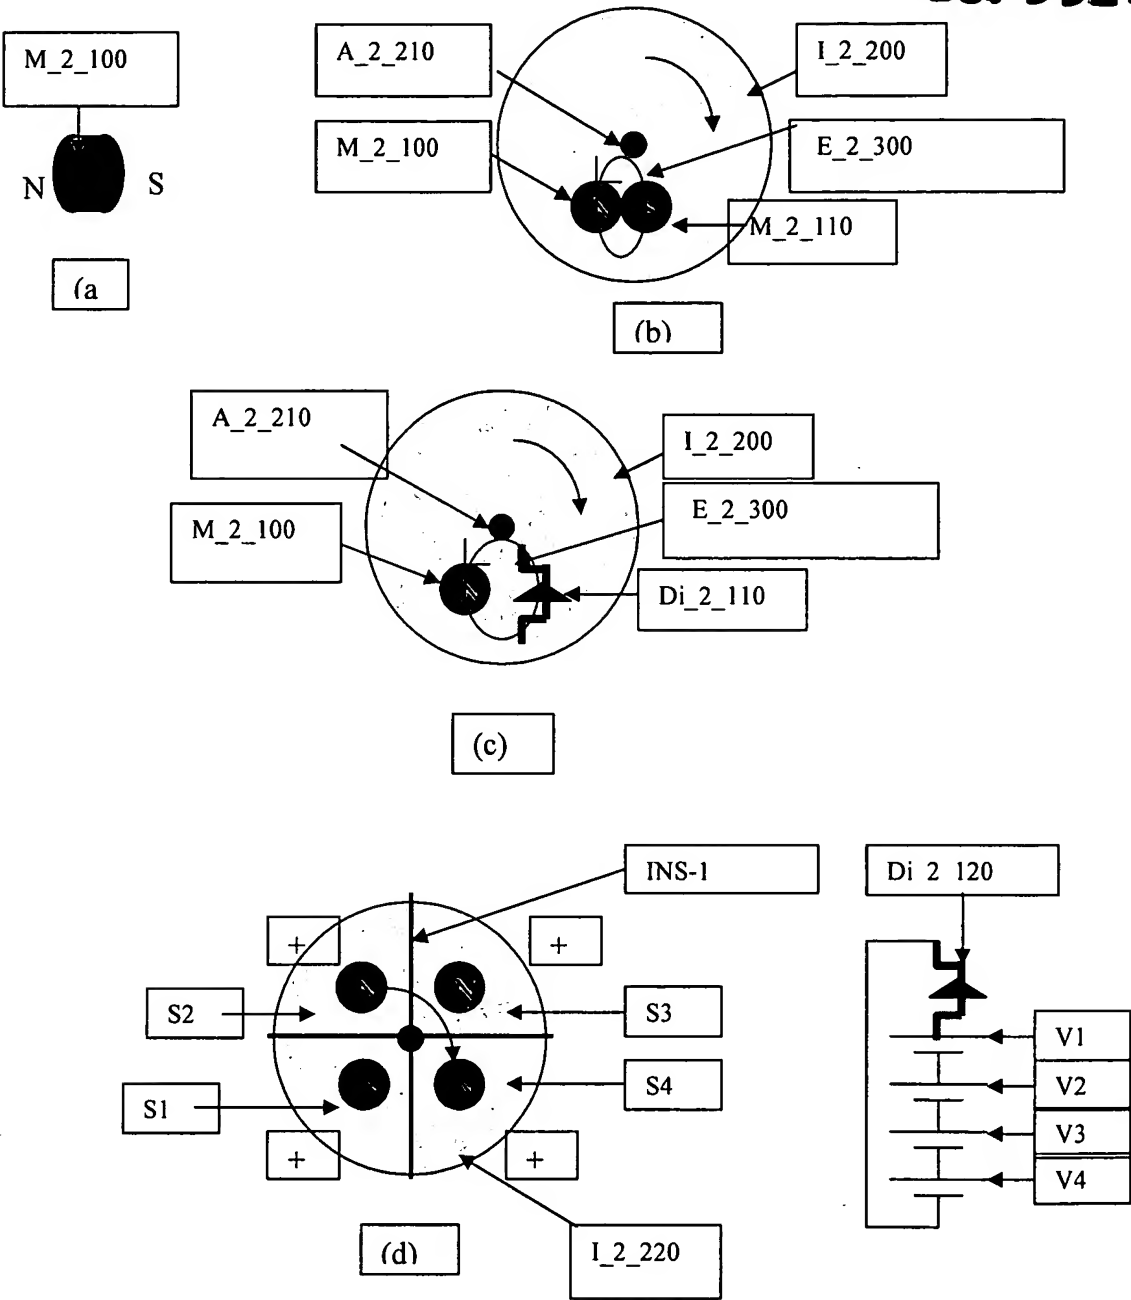 M_2_100
N
S
(a
A_2_210
I_2_200
M_2_100
E_2_300
M_2_110
(b)
A_2_210
I_2_200
M_2_100
E_2_300
Di_2_110
(c)
INS-1
Di 2 120
+
+
S2
S3
S1
S4
+
+
V1
V2
V3
V4
(d)
I_2_220